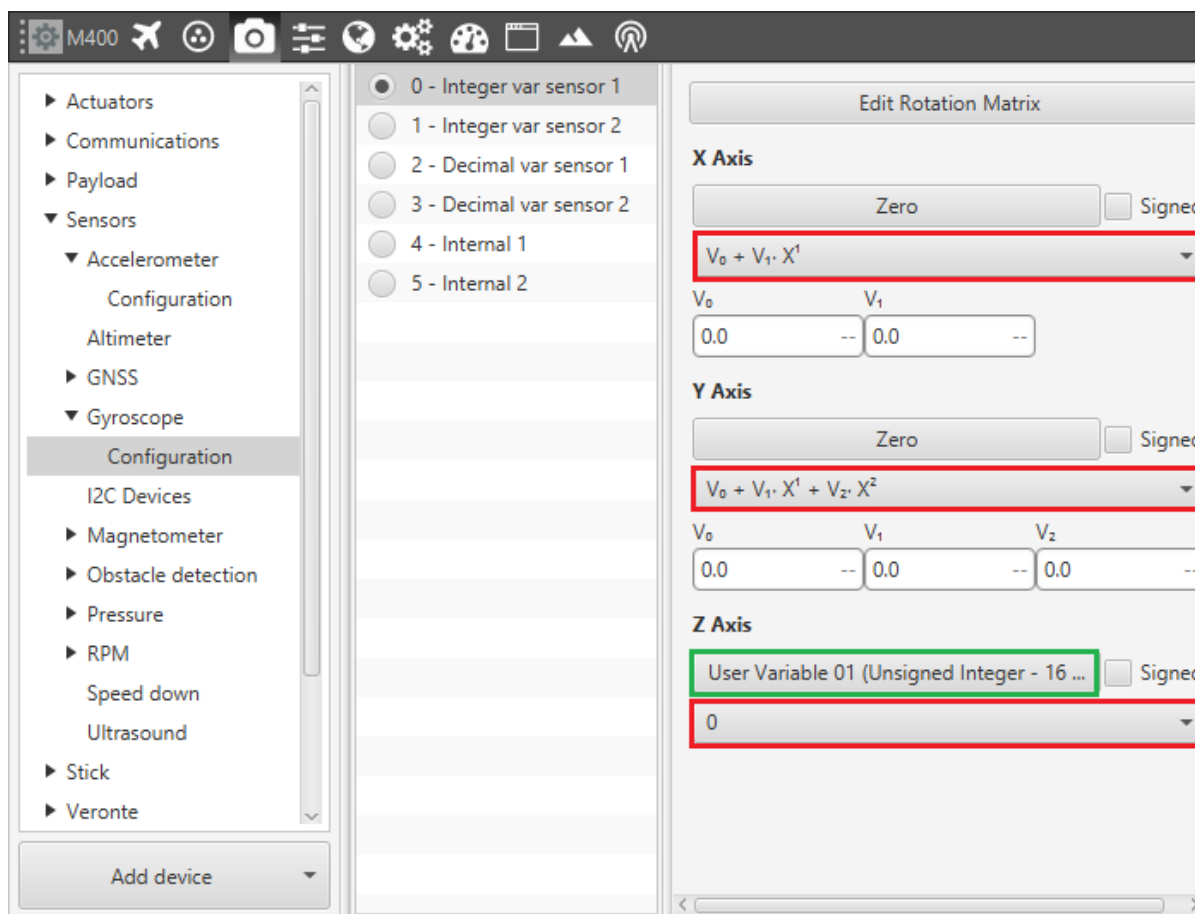 M400
Actuators
Communications
Payload
Sensors
Accelerometer
Configuration
Altimeter
GNSS
Gyroscope
Configuration
I2C Devices
Magnetometer
Obstacle detection
Pressure
RPM
Speed down
Ultrasound
Stick
Veronte
Add device
0 - Integer var sensor 1
1 - Integer var sensor 2
2 - Decimal var sensor 1
3 - Decimal var sensor 2
4 - Internal 1
5 - Internal 2
Edit Rotation Matrix
X Axis
Zero Signed
V₀ + V₁· X¹
V₀ V₁
0.0 -- 0.0 --
Y Axis
Zero Signed
V₀ + V₁· X¹ + V₂· X²
V₀ V₁ V₂
0.0 -- 0.0 -- 0.0 --
Z Axis
User Variable 01 (Unsigned Integer - 16 ... Signed
0